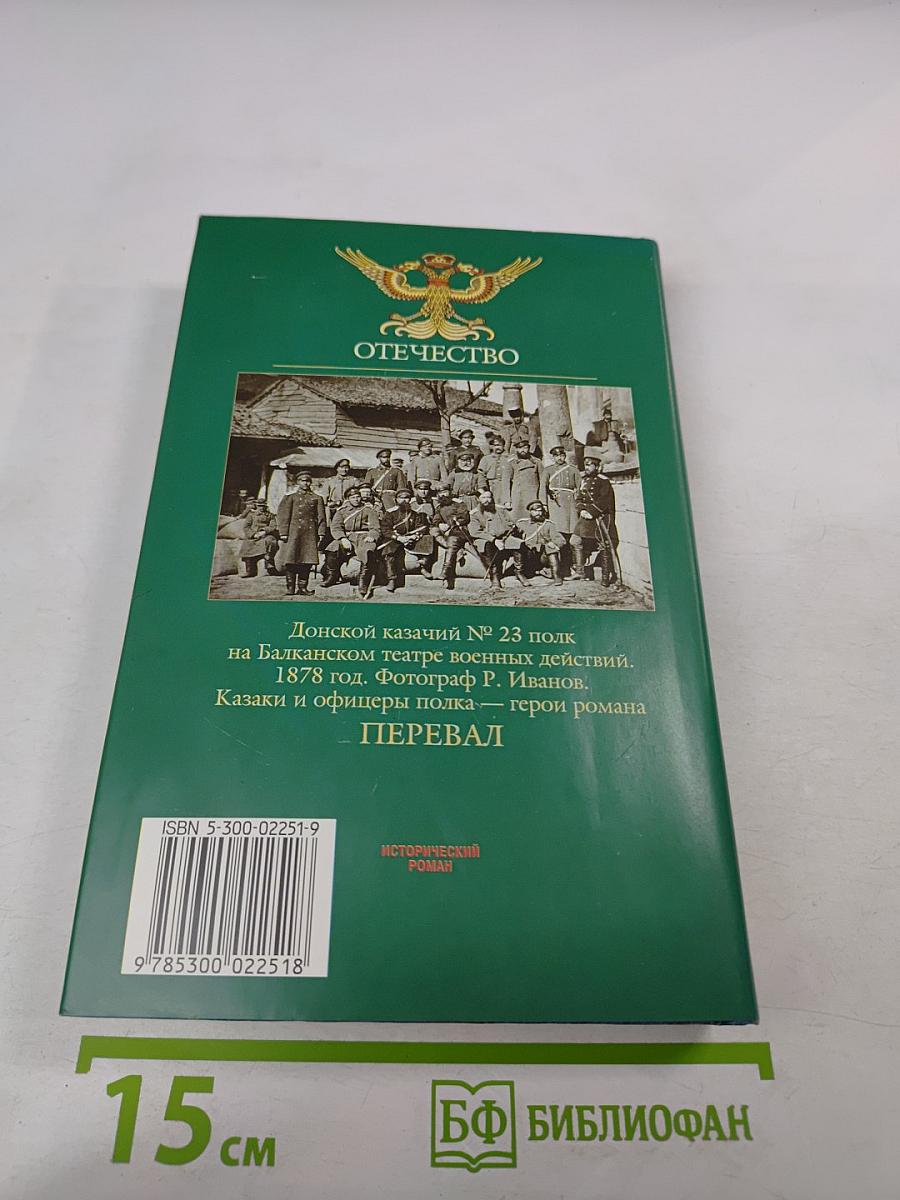 ОТЕЧЕСТВО
Донской казачий № 23 полк
на Балканском театре военных действий.
1878 год. Фотограф Р. Иванов.
Казаки и офицеры полка — герои романа
ПЕРЕВАЛ
ISBN 5-300-02251-9
9 785300 022518
ИСТОРИЧЕСКИЙ
РОМАН
15 см
БФ БИБЛИОФАН